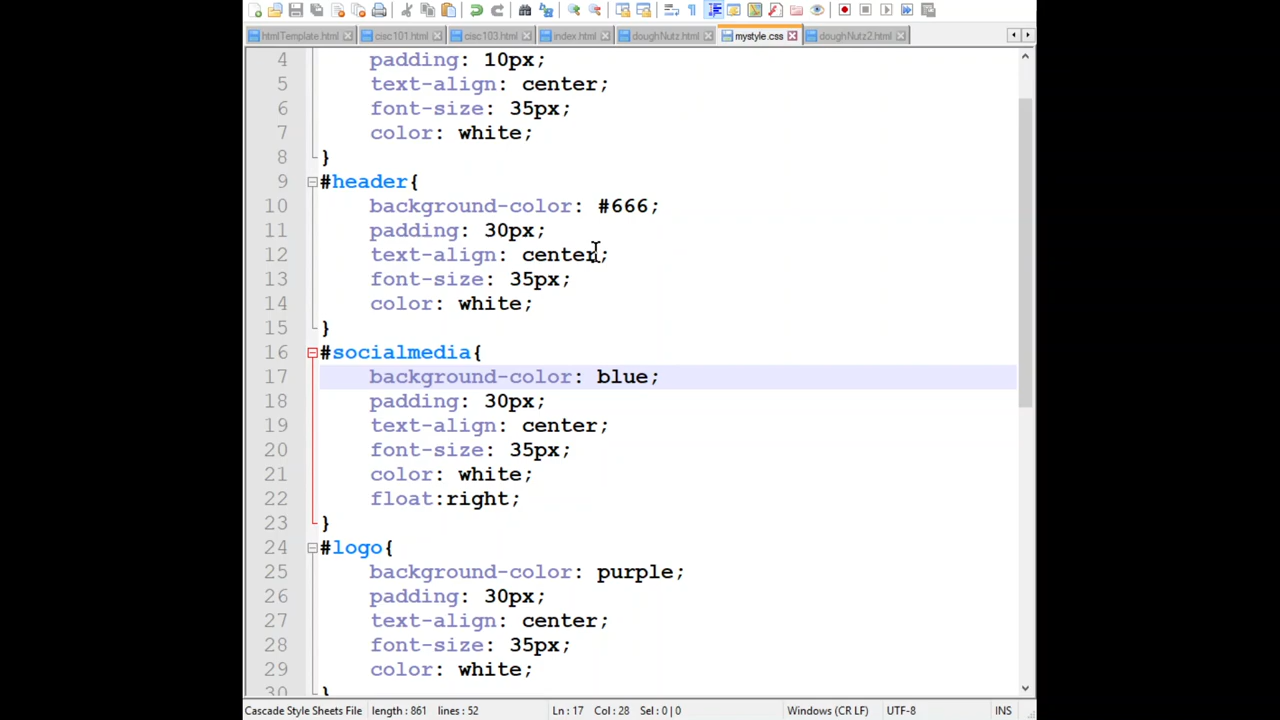 htmlTemplate.html cisc101.html cisc103.html index.html doughNutz.html mystyle.css doughNutz2.html
4 padding: 10px;
5 text-align: center;
6 font-size: 35px;
7 color: white;
8 }
9 #header{
10 background-color: #666;
11 padding: 30px;
12 text-align: center;
13 font-size: 35px;
14 color: white;
15 }
16 #socialmedia{
17 background-color: blue;
18 padding: 30px;
19 text-align: center;
20 font-size: 35px;
21 color: white;
22 float:right;
23 }
24 #logo{
25 background-color: purple;
26 padding: 30px;
27 text-align: center;
28 font-size: 35px;
29 color: white;
30 }
Cascade Style Sheets File length : 861 lines : 52 Ln : 17 Col : 28 Sel : 0 | 0 Windows (CR LF) UTF-8 INS